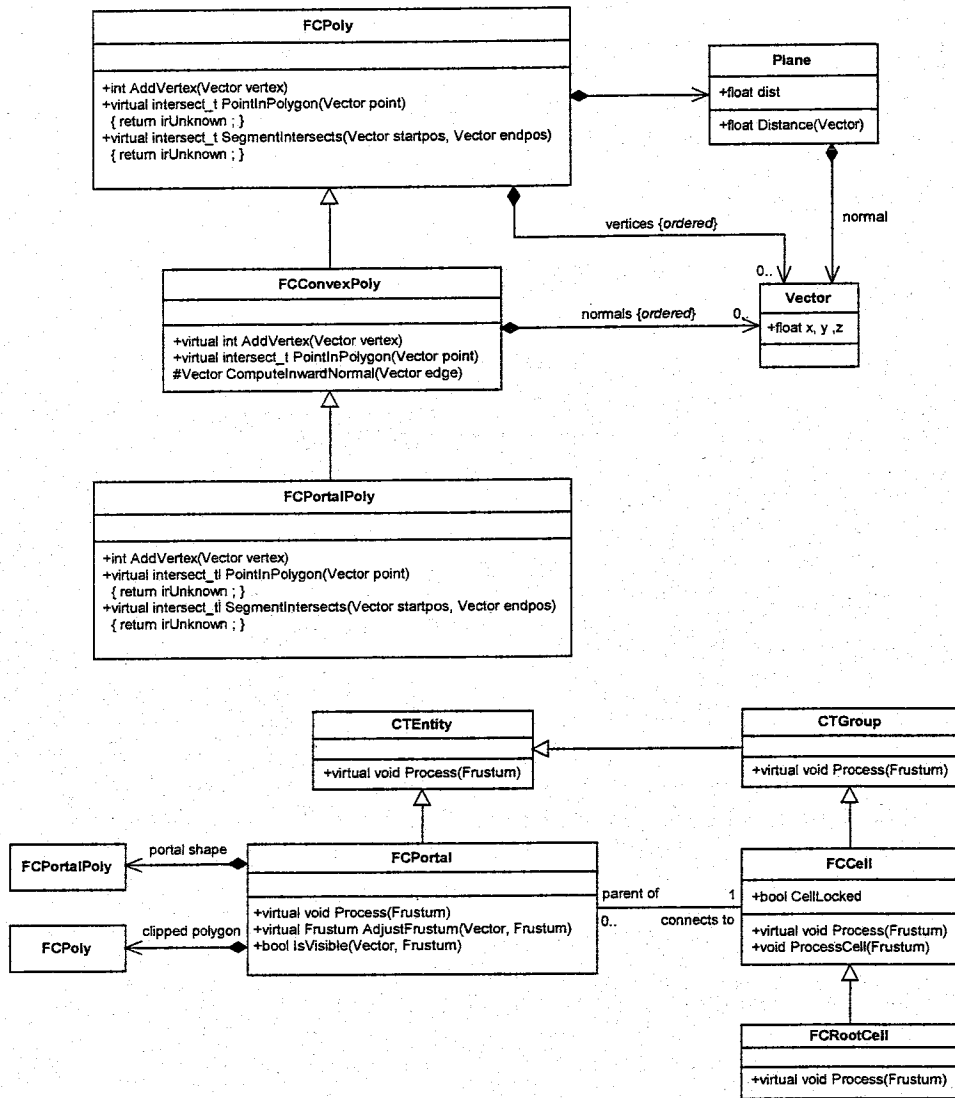 FCPoly
+int AddVertex(Vector vertex)
+virtual intersect_t PointInPolygon(Vector point)
{ return irUnknown ; }
+virtual intersect_t SegmentIntersects(Vector startpos, Vector endpos)
{ return irUnknown ; }
Plane
+float dist
+float Distance(Vector)
normal
vertices {ordered}
0..
FCConvexPoly
+virtual int AddVertex(Vector vertex)
+virtual intersect_t PointInPolygon(Vector point)
#Vector ComputeInwardNormal(Vector edge)
normals {ordered}
0..
Vector
+float x, y ,z
FCPortalPoly
+int AddVertex(Vector vertex)
+virtual intersect_tl PointInPolygon(Vector point)
{ return irUnknown ; }
+virtual intersect_tl SegmentIntersects(Vector startpos, Vector endpos)
{ return irUnknown ; }
CTEntity
+virtual void Process(Frustum)
CTGroup
+virtual void Process(Frustum)
FCPortalPoly
portal shape
FCPoly
clipped polygon
FCPortal
+virtual void Process(Frustum)
+virtual Frustum AdjustFrustum(Vector, Frustum)
+bool IsVisible(Vector, Frustum)
parent of
1
0..
connects to
FCCell
+bool CellLocked
+virtual void Process(Frustum)
+void ProcessCell(Frustum)
FCRootCell
+virtual void Process(Frustum)